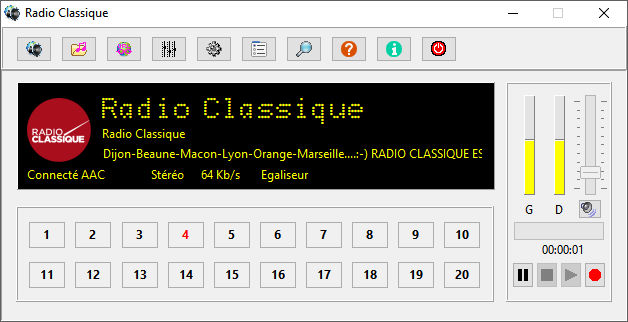 Radio Classique
Radio Classique
RADIO
CLASSIQUE
Radio Classique
Dijon-Beaune-Macon-Lyon-Orange-Marseille....:-) RADIO CLASSIQUE ES
Connecté AAC Stéréo 64 Kb/s Egaliseur
G D
00:00:01
1 2 3 4 5 6 7 8 9 10
11 12 13 14 15 16 17 18 19 20